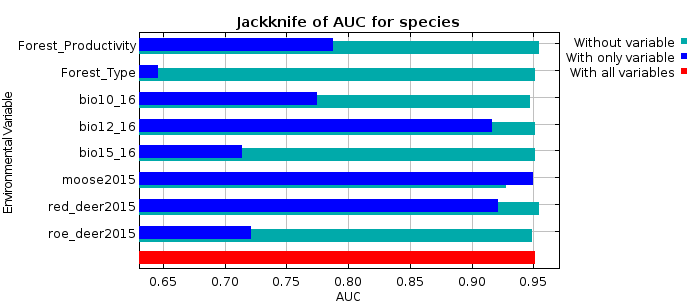 Jackknife of AUC for species
Environmental Variable
Forest_Productivity
Forest_Type
bio10_16
bio12_16
bio15_16
moose2015
red_deer2015
roe_deer2015
0.65 0.70 0.75 0.80 0.85 0.90 0.95
AUC
Without variable
With only variable
With all variables